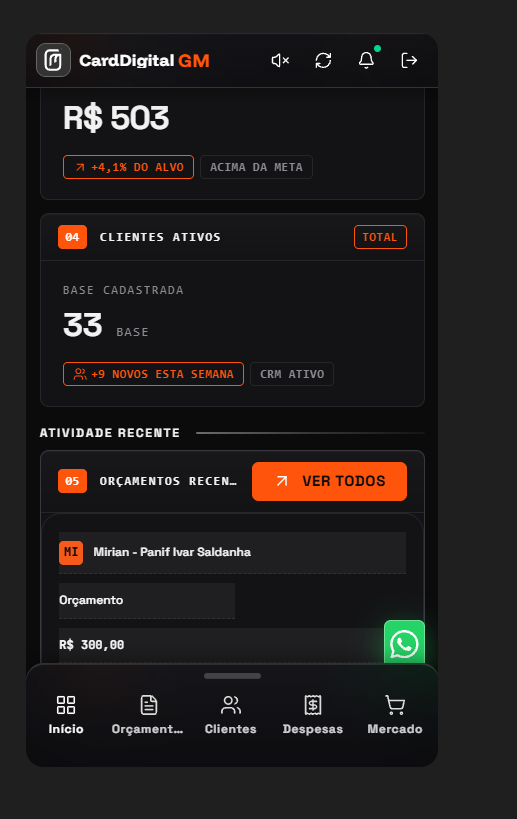 CardDigital GM
R$ 503
+4,1% DO ALVO
ACIMA DA META
04 CLIENTES ATIVOS TOTAL
BASE CADASTRADA
33 BASE
+9 NOVOS ESTA SEMANA
CRM ATIVO
ATIVIDADE RECENTE
05 ORÇAMENTOS RECEN… VER TODOS
MI Mirian - Panif Ivar Saldanha
Orçamento
R$ 300,00
Início Orçament… Clientes Despesas Mercado